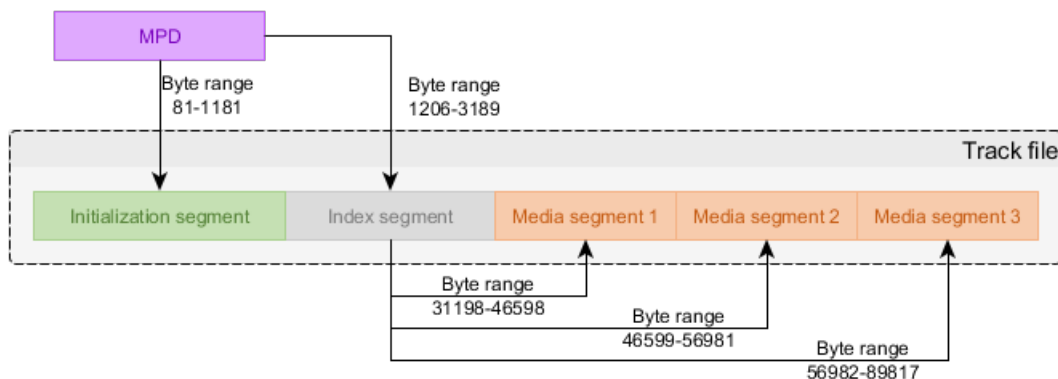 MPD
Byte range
81-1181
Byte range
1206-3189
Track file
Initialization segment
Index segment
Media segment 1
Media segment 2
Media segment 3
Byte range
31198-46598
Byte range
46599-56981
Byte range
56982-89817